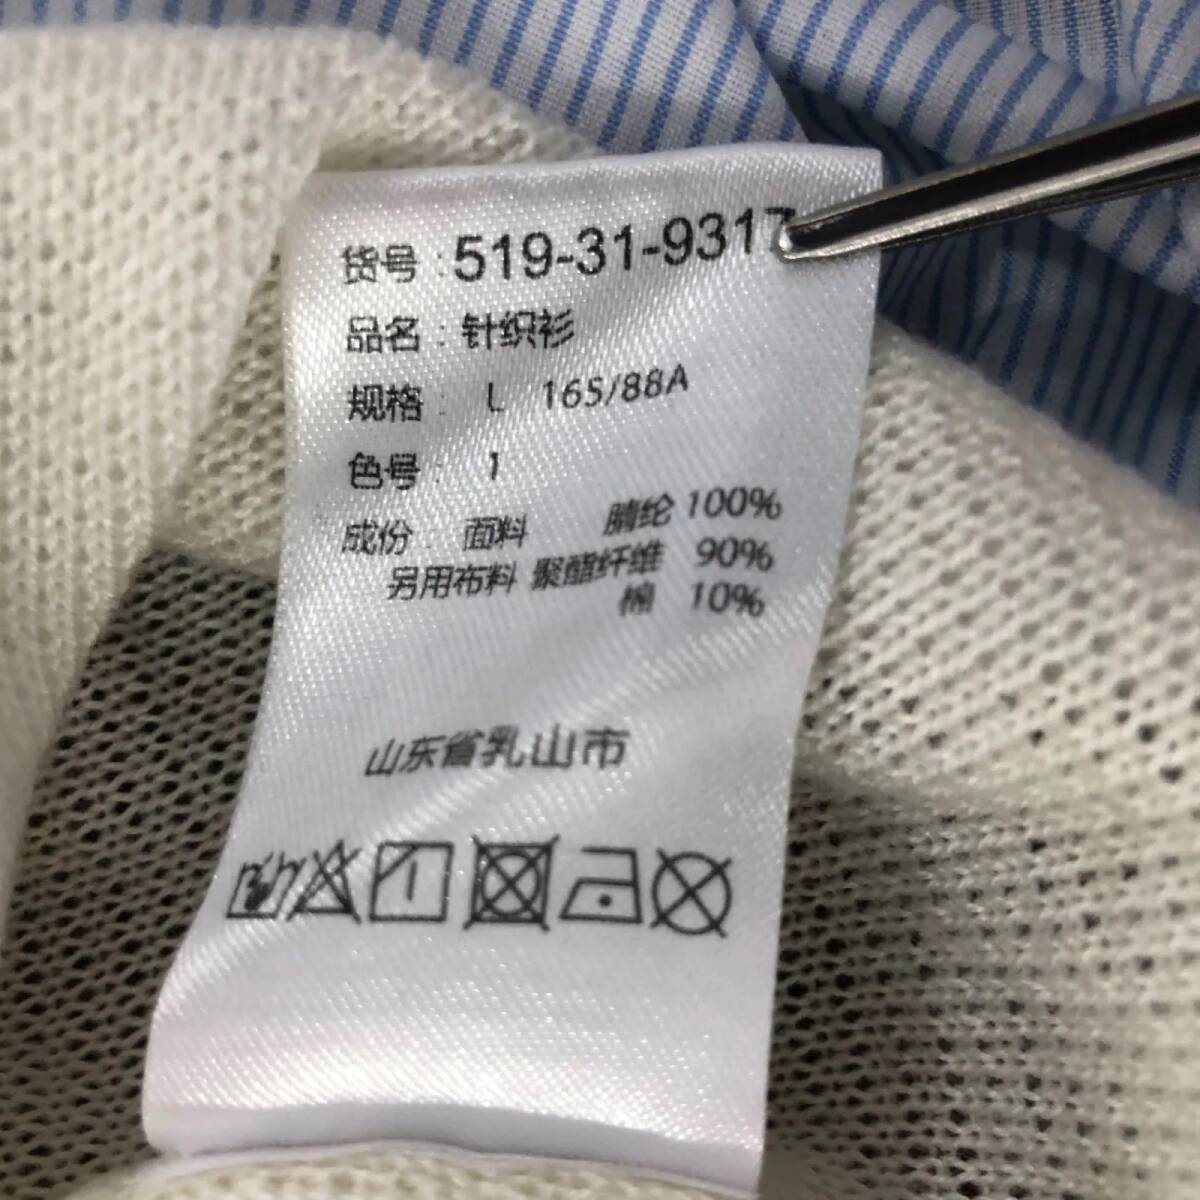 货号:519-31-9317
品名:针织衫
规格: L 165/88A
色号: 1
成份: 面料 腈纶 100%
另用布料 聚酯纤维 90%
棉 10%
山东省乳山市